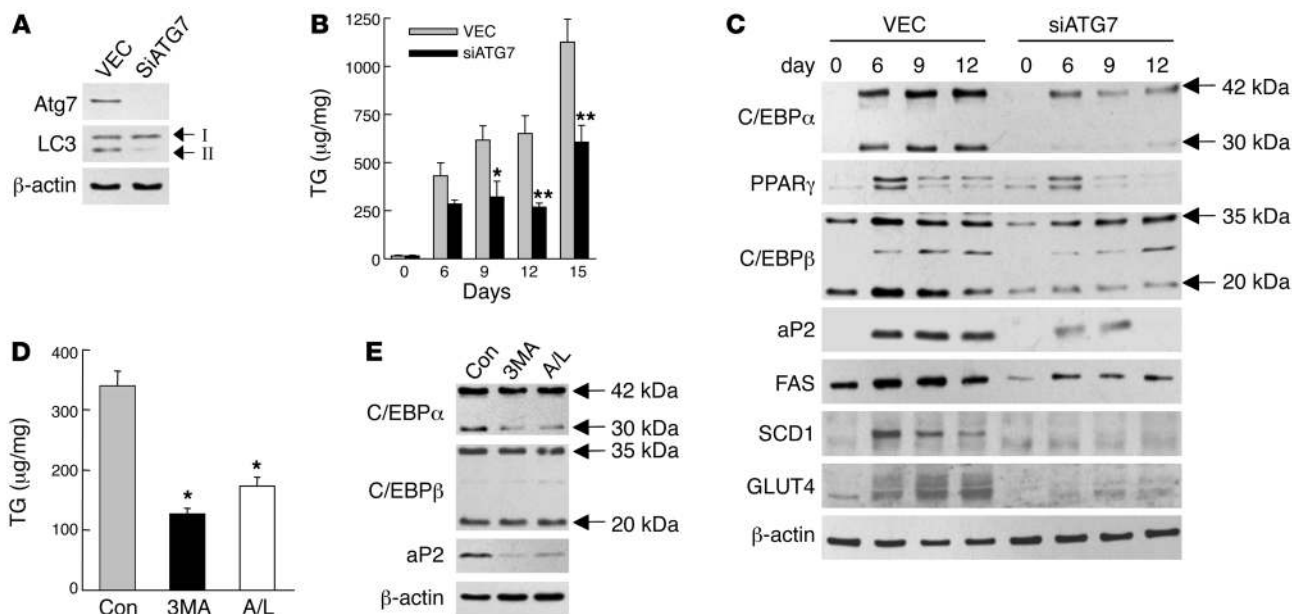 A
VEC
SiATG7
Atg7
LC3
I
II
β-actin
B
1250
1000
750
500
250
0
TG (µg/mg)
VEC
siATG7
*
**
**
0 6 9 12 15
Days
C
VEC siATG7
day 0 6 9 12 0 6 9 12
C/EBPα
42 kDa
30 kDa
PPARγ
C/EBPβ
35 kDa
20 kDa
aP2
FAS
SCD1
GLUT4
β-actin
D
400
300
200
100
0
TG (µg/mg)
*
*
Con 3MA A/L
E
Con
3MA
A/L
C/EBPα
42 kDa
30 kDa
C/EBPβ
35 kDa
20 kDa
aP2
β-actin